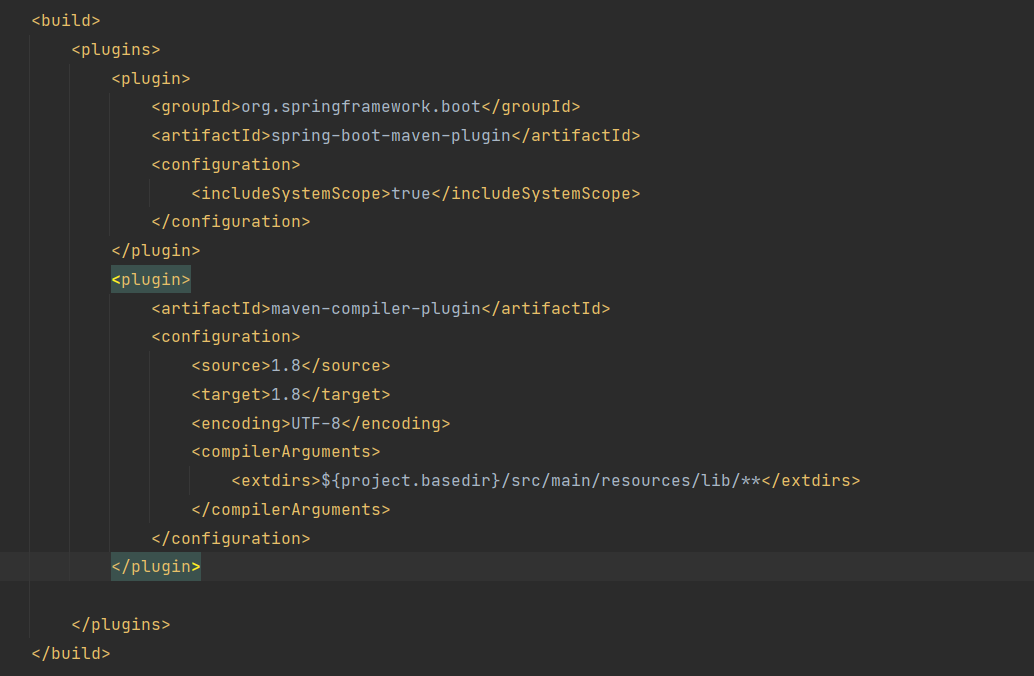 <build>
<plugins>
<plugin>
<groupId>org.springframework.boot</groupId>
<artifactId>spring-boot-maven-plugin</artifactId>
<configuration>
<includeSystemScope>true</includeSystemScope>
</configuration>
</plugin>
<plugin>
<artifactId>maven-compiler-plugin</artifactId>
<configuration>
<source>1.8</source>
<target>1.8</target>
<encoding>UTF-8</encoding>
<compilerArguments>
<extdirs>${project.basedir}/src/main/resources/lib/**</extdirs>
</compilerArguments>
</configuration>
</plugin>
</plugins>
</build>